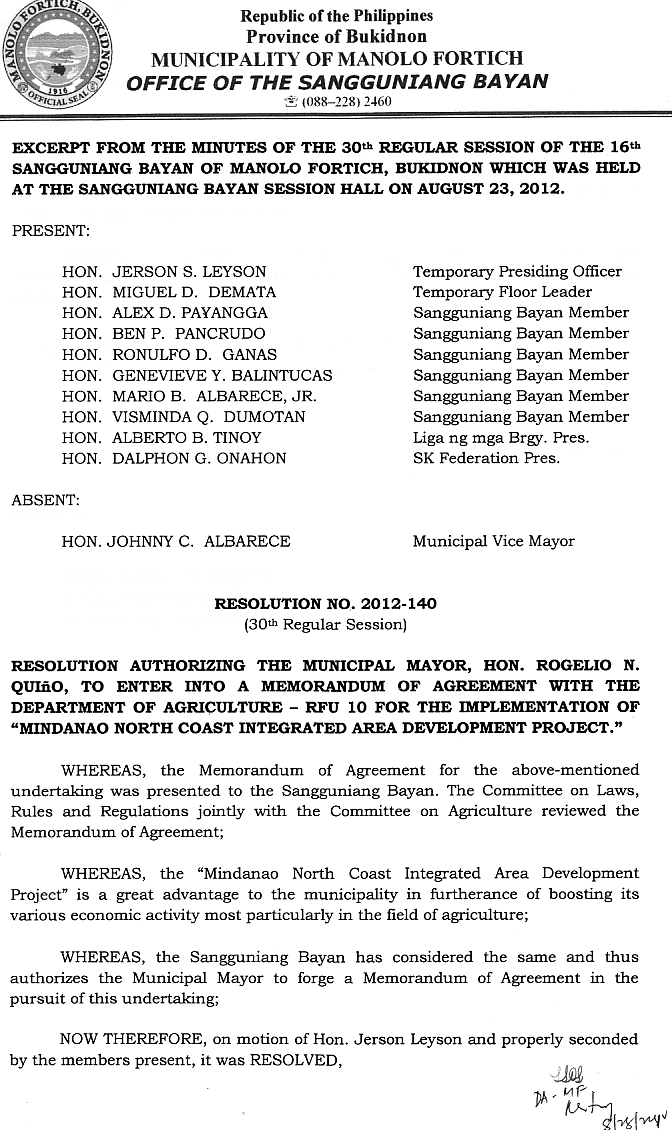 MANOLO FORTICH, BUKIDNON
1916
OFFICIAL SEAL
Republic of the Philippines
Province of Bukidnon
MUNICIPALITY OF MANOLO FORTICH
OFFICE OF THE SANGGUNIANG BAYAN
☏ (088–228) 2460
EXCERPT FROM THE MINUTES OF THE 30th REGULAR SESSION OF THE 16th
SANGGUNIANG BAYAN OF MANOLO FORTICH, BUKIDNON WHICH WAS HELD
AT THE SANGGUNIANG BAYAN SESSION HALL ON AUGUST 23, 2012.
PRESENT:
HON. JERSON S. LEYSON Temporary Presiding Officer
HON. MIGUEL D. DEMATA Temporary Floor Leader
HON. ALEX D. PAYANGGA Sangguniang Bayan Member
HON. BEN P. PANCRUDO Sangguniang Bayan Member
HON. RONULFO D. GANAS Sangguniang Bayan Member
HON. GENEVIEVE Y. BALINTUCAS Sangguniang Bayan Member
HON. MARIO B. ALBARECE, JR. Sangguniang Bayan Member
HON. VISMINDA Q. DUMOTAN Sangguniang Bayan Member
HON. ALBERTO B. TINOY Liga ng mga Brgy. Pres.
HON. DALPHON G. ONAHON SK Federation Pres.
ABSENT:
HON. JOHNNY C. ALBARECE Municipal Vice Mayor
RESOLUTION NO. 2012-140
(30th Regular Session)
RESOLUTION AUTHORIZING THE MUNICIPAL MAYOR, HON. ROGELIO N.
QUIñO, TO ENTER INTO A MEMORANDUM OF AGREEMENT WITH THE
DEPARTMENT OF AGRICULTURE – RFU 10 FOR THE IMPLEMENTATION OF
“MINDANAO NORTH COAST INTEGRATED AREA DEVELOPMENT PROJECT.”
WHEREAS, the Memorandum of Agreement for the above-mentioned
undertaking was presented to the Sangguniang Bayan. The Committee on Laws,
Rules and Regulations jointly with the Committee on Agriculture reviewed the
Memorandum of Agreement;
WHEREAS, the “Mindanao North Coast Integrated Area Development
Project” is a great advantage to the municipality in furtherance of boosting its
various economic activity most particularly in the field of agriculture;
WHEREAS, the Sangguniang Bayan has considered the same and thus
authorizes the Municipal Mayor to forge a Memorandum of Agreement in the
pursuit of this undertaking;
NOW THEREFORE, on motion of Hon. Jerson Leyson and properly seconded
by the members present, it was RESOLVED,
DA - MF